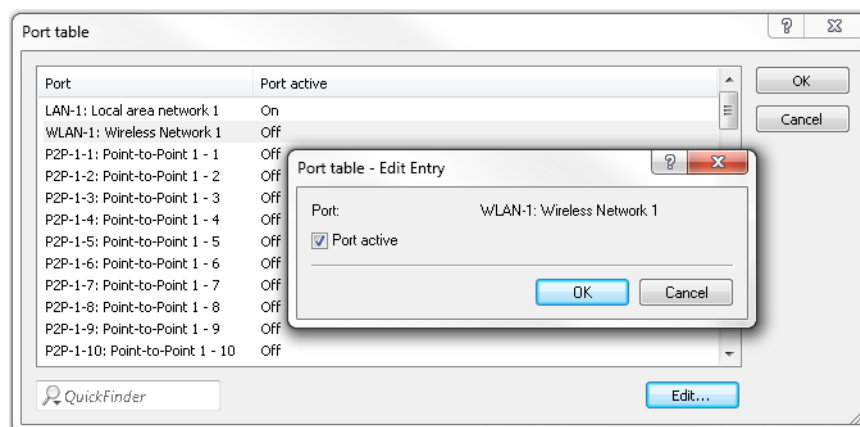 Port table
Port Port active
LAN-1: Local area network 1 On
WLAN-1: Wireless Network 1 Off
P2P-1-1: Point-to-Point 1 - 1 Off
P2P-1-2: Point-to-Point 1 - 2 Off
P2P-1-3: Point-to-Point 1 - 3 Off
P2P-1-4: Point-to-Point 1 - 4 Off
P2P-1-5: Point-to-Point 1 - 5 Off
P2P-1-6: Point-to-Point 1 - 6 Off
P2P-1-7: Point-to-Point 1 - 7 Off
P2P-1-8: Point-to-Point 1 - 8 Off
P2P-1-9: Point-to-Point 1 - 9 Off
P2P-1-10: Point-to-Point 1 - 10 Off
OK
Cancel
Port table - Edit Entry
Port: WLAN-1: Wireless Network 1
Port active
OK Cancel
QuickFinder Edit...